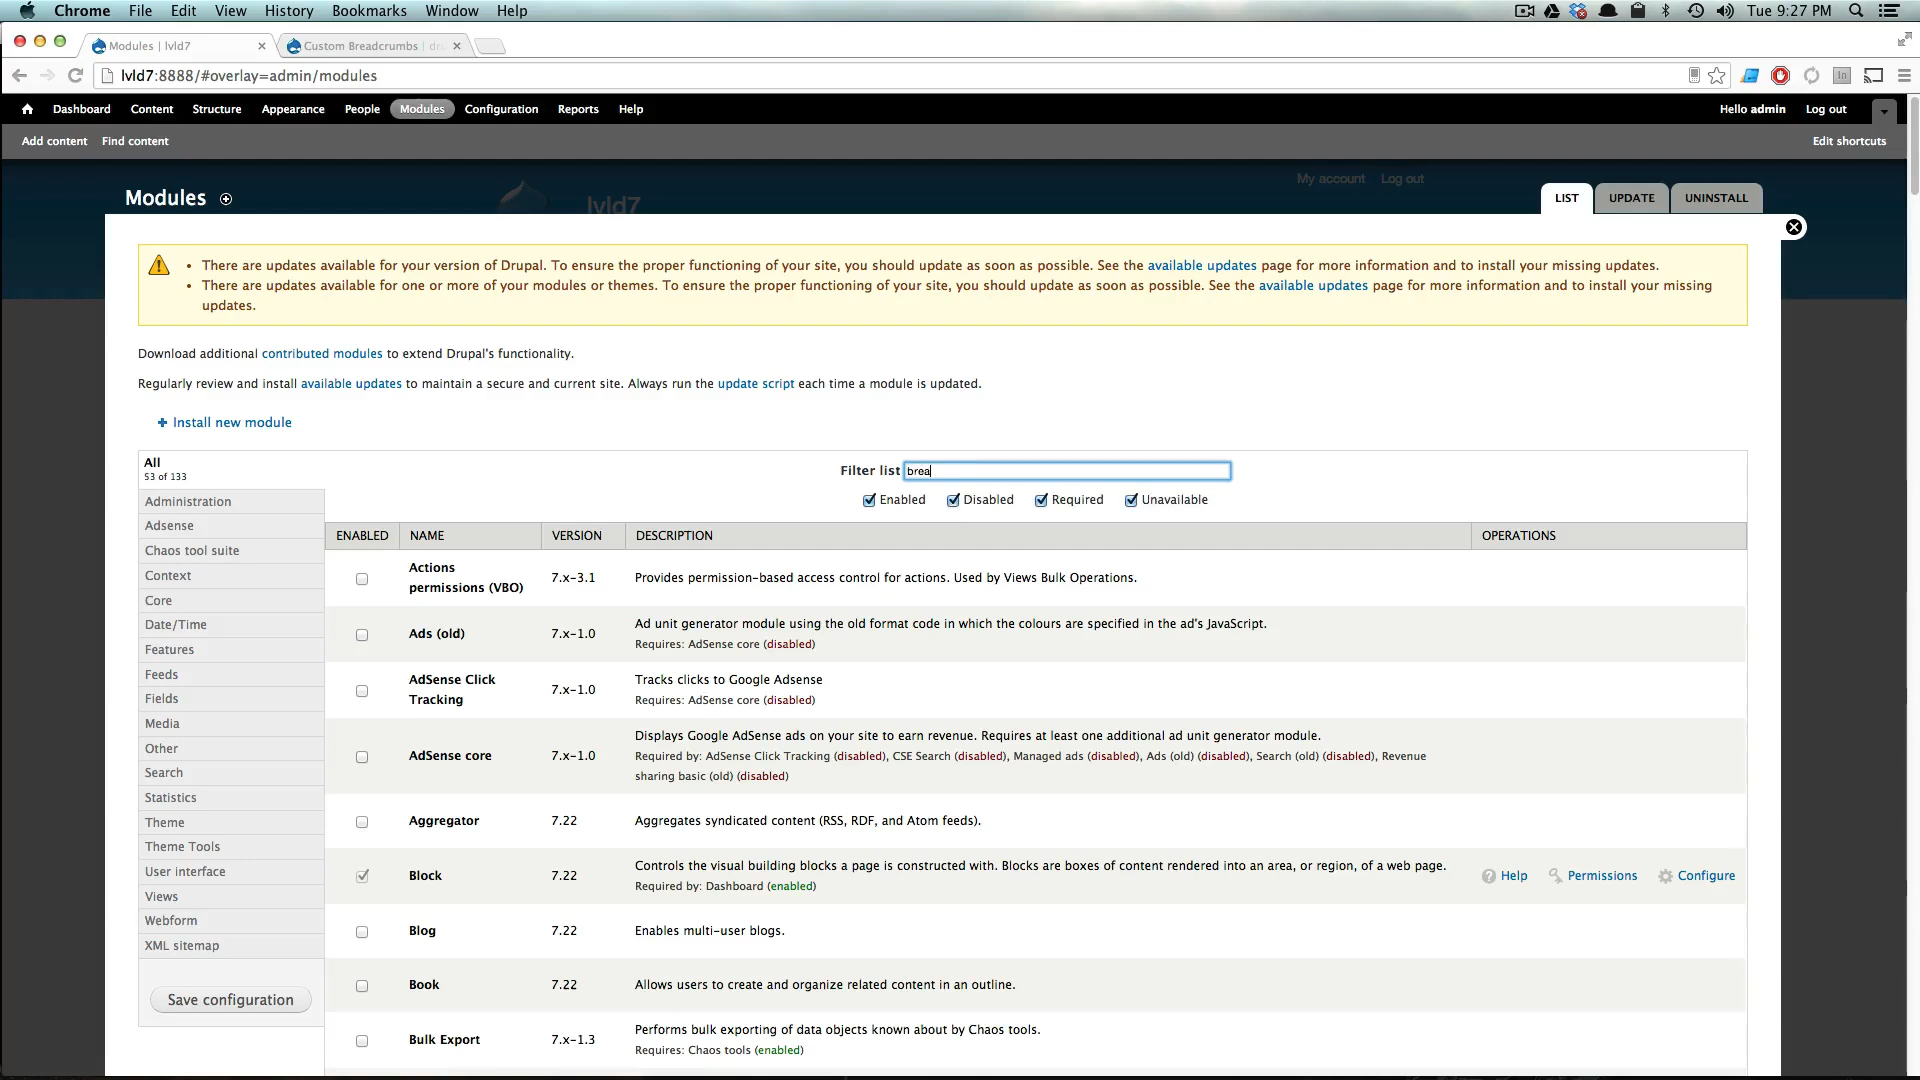 Chrome File Edit View History Bookmarks Window Help Tue 9:27 PM
Modules | lvld7 Custom Breadcrumbs | dru
lvld7:8888/#overlay=admin/modules
Dashboard Content Structure Appearance People Modules Configuration Reports Help Hello admin Log out
Add content Find content Edit shortcuts
My account Log out
Modules lvld7 LIST UPDATE UNINSTALL
There are updates available for your version of Drupal. To ensure the proper functioning of your site, you should update as soon as possible. See the available updates page for more information and to install your missing updates.
There are updates available for one or more of your modules or themes. To ensure the proper functioning of your site, you should update as soon as possible. See the available updates page for more information and to install your missing
updates.
Download additional contributed modules to extend Drupal's functionality.
Regularly review and install available updates to maintain a secure and current site. Always run the update script each time a module is updated.
+ Install new module
All
53 of 133
Filter list brea
Enabled Disabled Required Unavailable
Administration
Adsense
Chaos tool suite
Context
Core
Date/Time
Features
Feeds
Fields
Media
Other
Search
Statistics
Theme
Theme Tools
User interface
Views
Webform
XML sitemap
Save configuration
ENABLED NAME VERSION DESCRIPTION OPERATIONS
Actions
permissions (VBO) 7.x-3.1 Provides permission-based access control for actions. Used by Views Bulk Operations.
Ads (old) 7.x-1.0 Ad unit generator module using the old format code in which the colours are specified in the ad's JavaScript.
Requires: AdSense core (disabled)
AdSense Click
Tracking 7.x-1.0 Tracks clicks to Google Adsense
Requires: AdSense core (disabled)
AdSense core 7.x-1.0 Displays Google AdSense ads on your site to earn revenue. Requires at least one additional ad unit generator module.
Required by: AdSense Click Tracking (disabled), CSE Search (disabled), Managed ads (disabled), Ads (old) (disabled), Search (old) (disabled), Revenue
sharing basic (old) (disabled)
Aggregator 7.22 Aggregates syndicated content (RSS, RDF, and Atom feeds).
Block 7.22 Controls the visual building blocks a page is constructed with. Blocks are boxes of content rendered into an area, or region, of a web page.
Required by: Dashboard (enabled)
Help Permissions Configure
Blog 7.22 Enables multi-user blogs.
Book 7.22 Allows users to create and organize related content in an outline.
Bulk Export 7.x-1.3 Performs bulk exporting of data objects known about by Chaos tools.
Requires: Chaos tools (enabled)